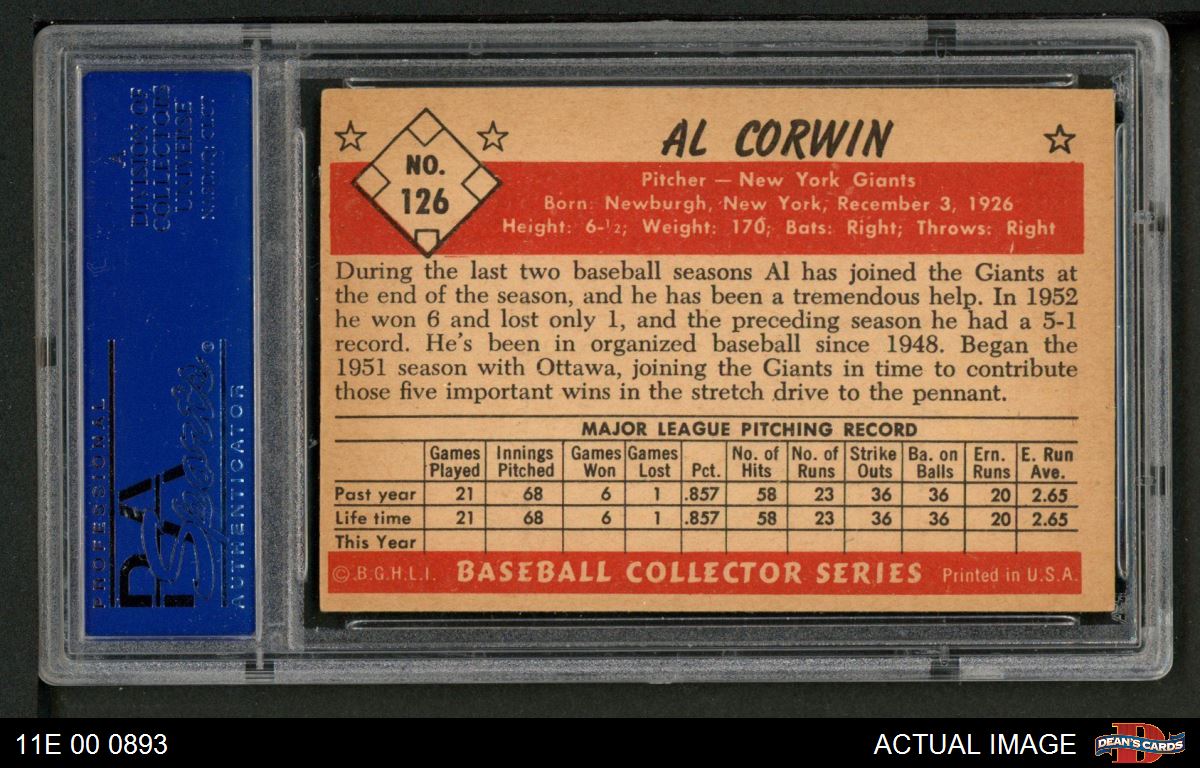 A
DIVISION OF
COLLECTORS
UNIVERSE
NASDAQ: CLCT
PROFESSIONAL
PSA
Sports®
AUTHENTICATOR
NO.
126
AL CORWIN
Pitcher — New York Giants
Born: Newburgh, New York, Recember 3, 1926
Height: 6-½; Weight: 170; Bats: Right; Throws: Right
During the last two baseball seasons Al has joined the Giants at
the end of the season, and he has been a tremendous help. In 1952
he won 6 and lost only 1, and the preceding season he had a 5-1
record. He's been in organized baseball since 1948. Began the
1951 season with Ottawa, joining the Giants in time to contribute
those five important wins in the stretch drive to the pennant.
MAJOR LEAGUE PITCHING RECORD
Games Played Innings Pitched Games Won Games Lost Pct. No. of Hits No. of Runs Strike Outs Ba. on Balls Ern. Runs E. Run Ave.
Past year 21 68 6 1 .857 58 23 36 36 20 2.65
Life time 21 68 6 1 .857 58 23 36 36 20 2.65
This Year
©.B.G.H.L.I. BASEBALL COLLECTOR SERIES Printed in U.S.A.
11E 00 0893
ACTUAL IMAGE
D
DEAN'S CARDS